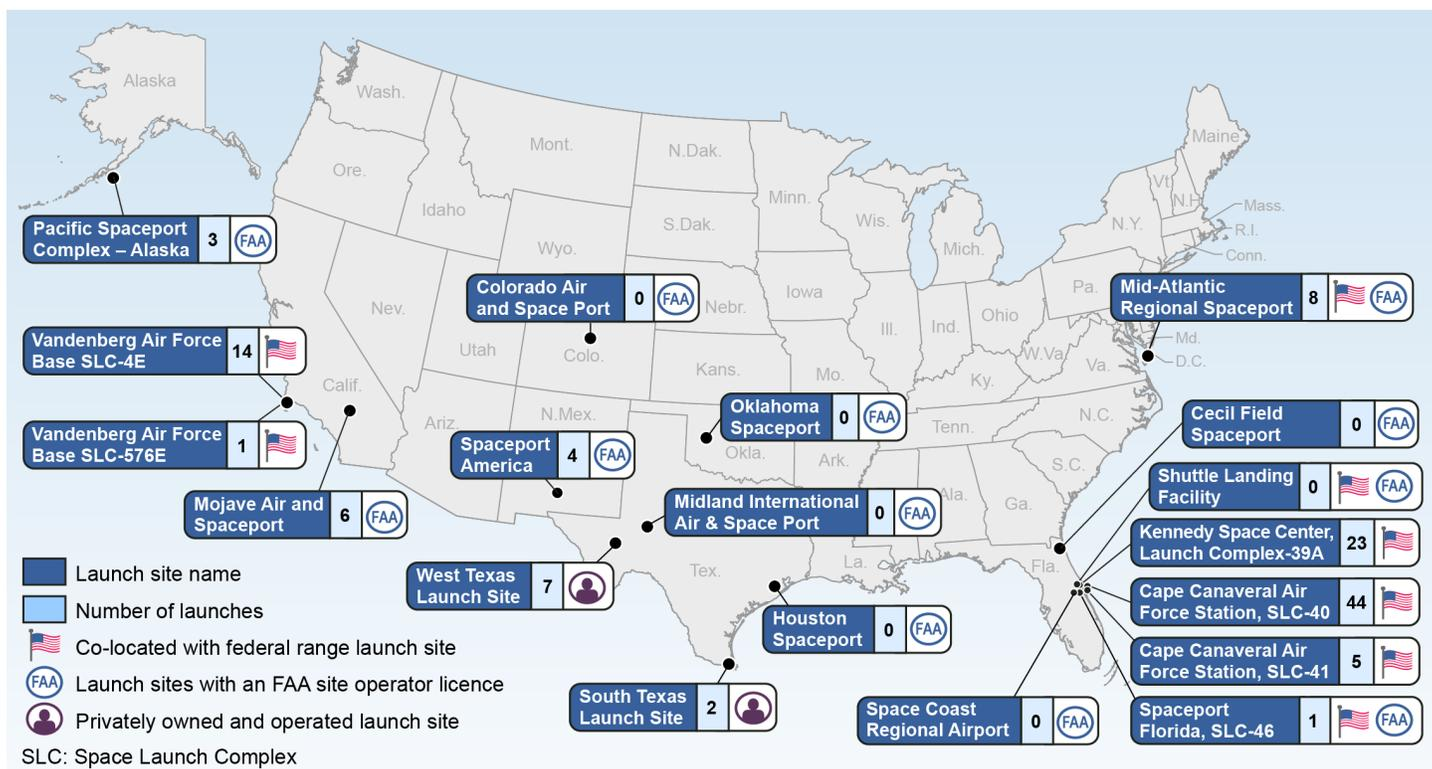 Alaska
Wash.
Ore.
Idaho
Mont.
N.Dak.
S.Dak.
Minn.
Wis.
Mich.
Maine
Vt.
N.H.
Mass.
R.I.
Conn.
N.Y.
Wyo.
Nev.
Utah
Calif.
Colo.
Nebr.
Iowa
Ill.
Ind.
Ohio
Pa.
Md.
D.C.
W.Va.
Va.
Kans.
Mo.
Ky.
Ariz.
N.Mex.
Okla.
Ark.
Tenn.
N.C.
S.C.
Ala.
Ga.
Tex.
La.
Fla.
Pacific Spaceport
Complex – Alaska
3
FAA
Colorado Air
and Space Port
0
FAA
Mid-Atlantic
Regional Spaceport
8
FAA
Vandenberg Air Force
Base SLC-4E
14
Vandenberg Air Force
Base SLC-576E
1
Oklahoma
Spaceport
0
FAA
Cecil Field
Spaceport
0
FAA
Spaceport
America
4
FAA
Shuttle Landing
Facility
0
FAA
Mojave Air and
Spaceport
6
FAA
Midland International
Air & Space Port
0
FAA
Kennedy Space Center,
Launch Complex-39A
23
West Texas
Launch Site
7
Cape Canaveral Air
Force Station, SLC-40
44
Houston
Spaceport
0
FAA
Cape Canaveral Air
Force Station, SLC-41
5
South Texas
Launch Site
2
Space Coast
Regional Airport
0
FAA
Spaceport
Florida, SLC-46
1
FAA
Launch site name
Number of launches
Co-located with federal range launch site
FAA
Launch sites with an FAA site operator licence
Privately owned and operated launch site
SLC: Space Launch Complex